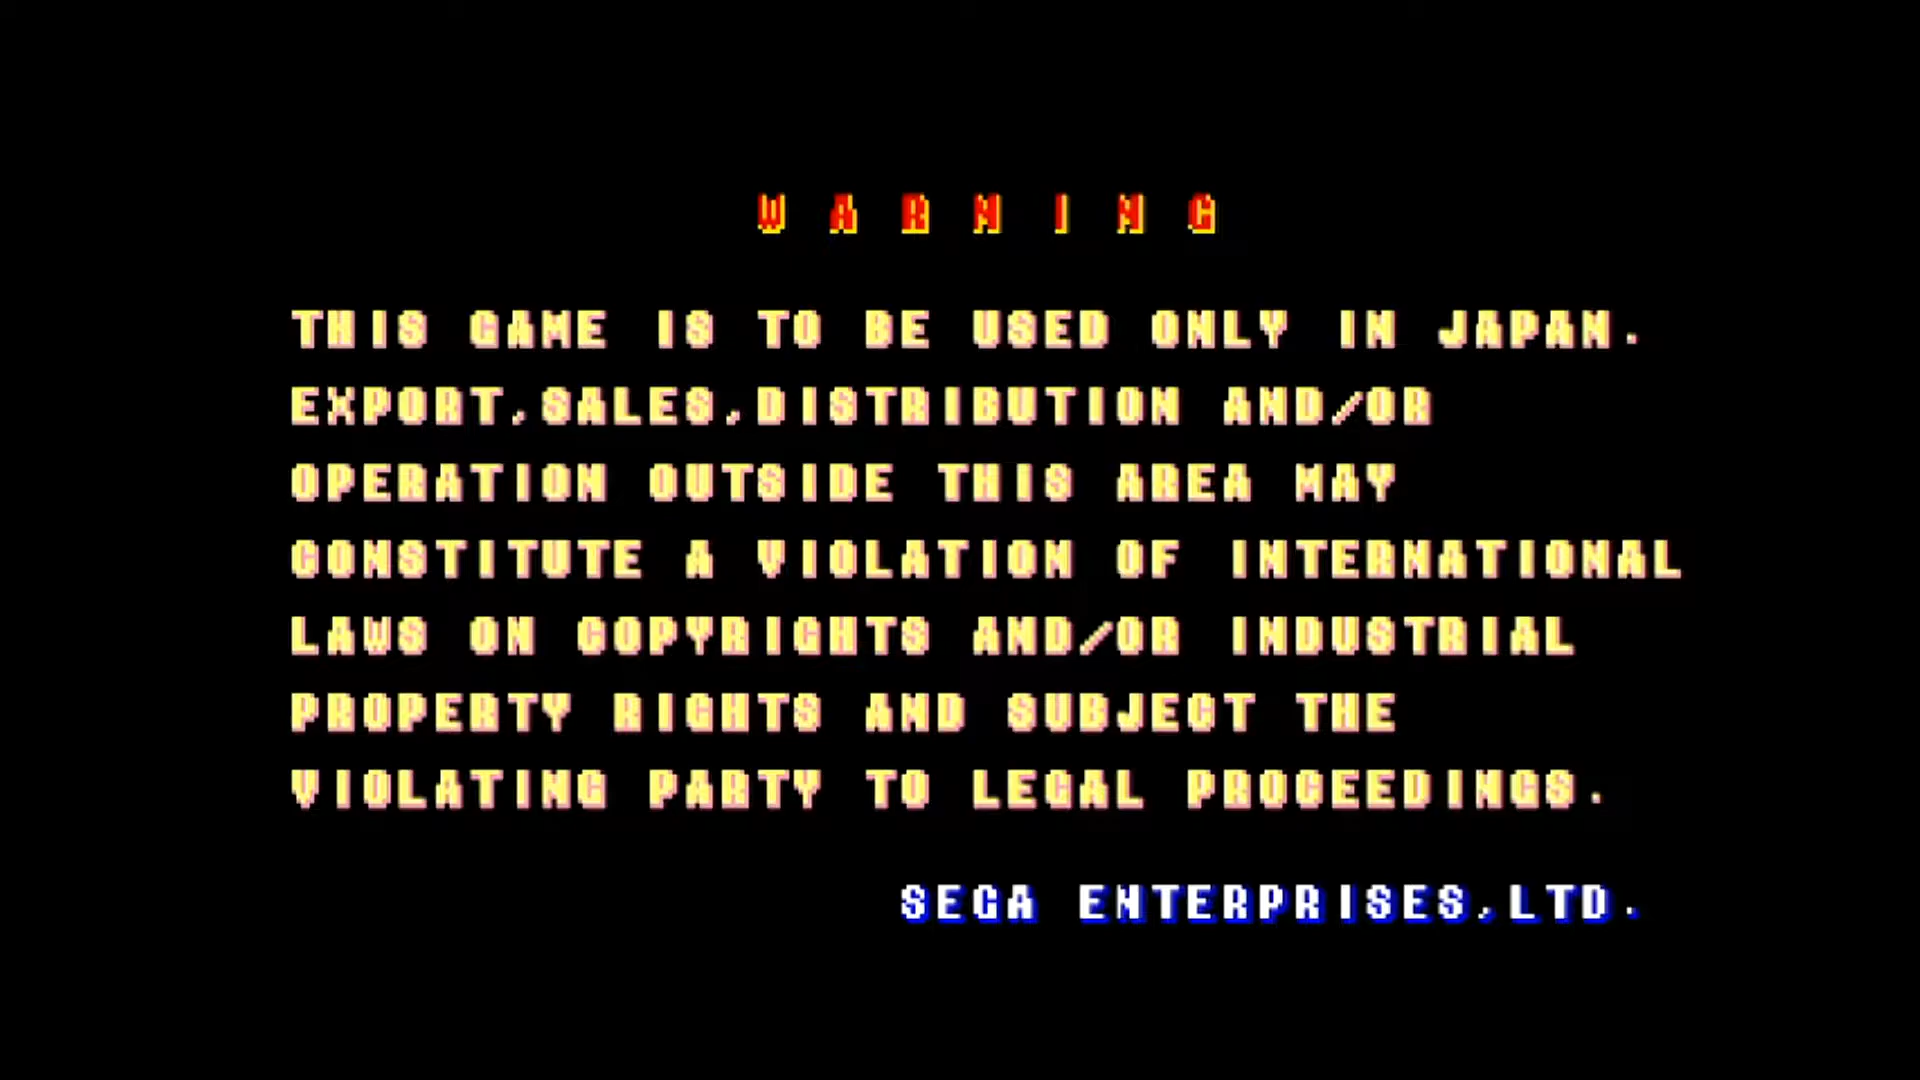 WARNING
THIS GAME IS TO BE USED ONLY IN JAPAN.
EXPORT,SALES,DISTRIBUTION AND/OR
OPERATION OUTSIDE THIS AREA MAY
CONSTITUTE A VIOLATION OF INTERNATIONAL
LAWS ON COPYRIGHTS AND/OR INDUSTRIAL
PROPERTY RIGHTS AND SUBJECT THE
VIOLATING PARTY TO LEGAL PROCEEDINGS.
SEGA ENTERPRISES,LTD.